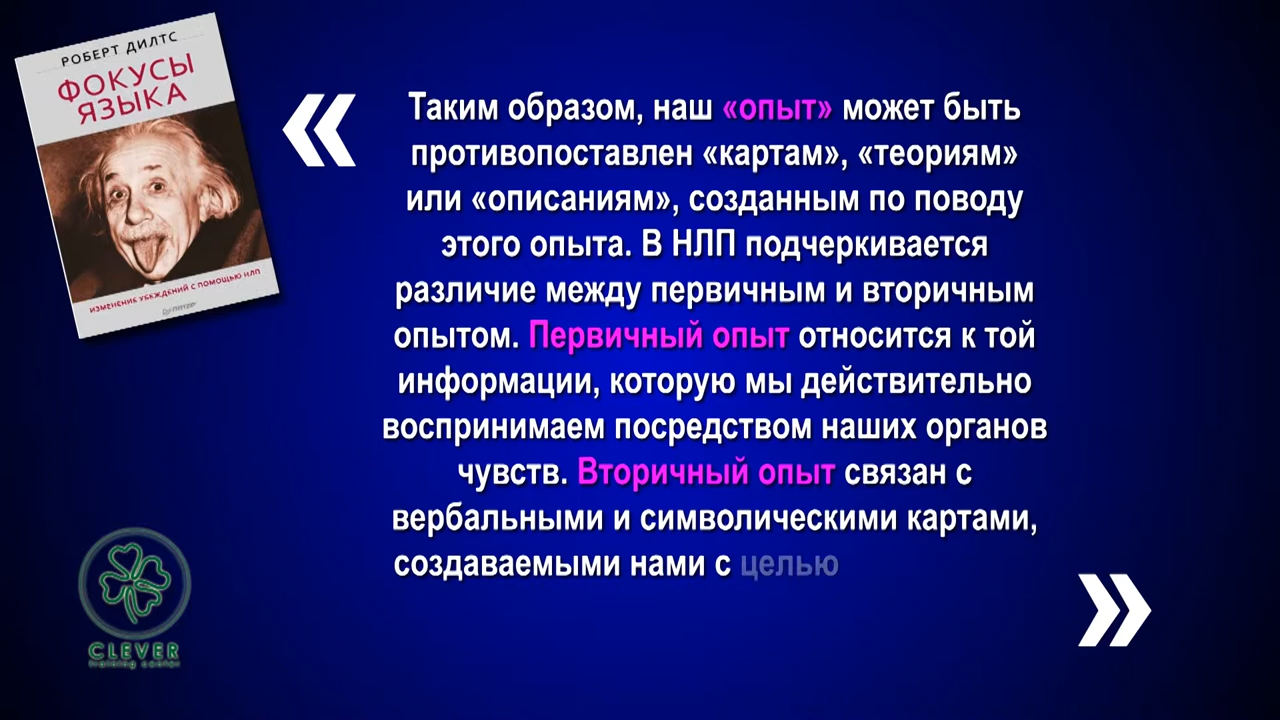 РОБЕРТ ДИЛТС
ФОКУСЫ
ЯЗЫКА
ИЗМЕНЕНИЕ УБЕЖДЕНИЙ С ПОМОЩЬЮ НЛП
«
Таким образом, наш «опыт» может быть
противопоставлен «картам», «теориям»
или «описаниям», созданным по поводу
этого опыта. В НЛП подчеркивается
различие между первичным и вторичным
опытом. Первичный опыт относится к той
информации, которую мы действительно
воспринимаем посредством наших органов
чувств. Вторичный опыт связан с
вербальными и символическими картами,
создаваемыми нами с целью
»
CLEVER
training center